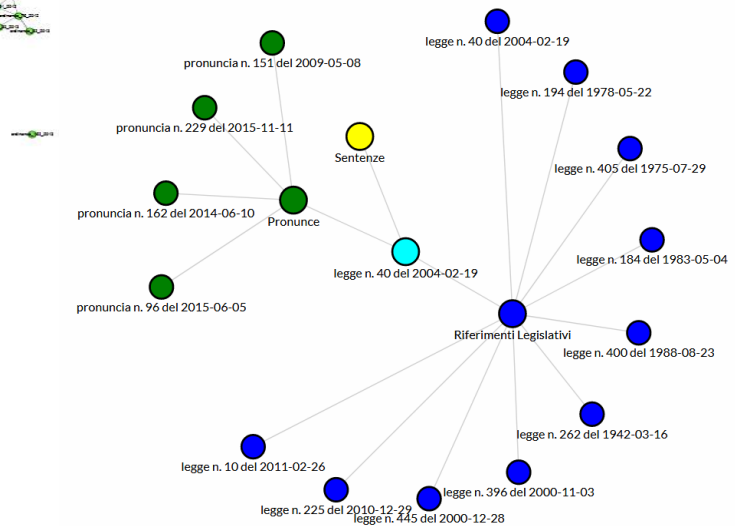 legge n. 40 del 2004-02-19
pronuncia n. 151 del 2009-05-08
legge n. 194 del 1978-05-22
pronuncia n. 229 del 2015-11-11
Sentenze
legge n. 405 del 1975-07-29
pronuncia n. 162 del 2014-06-10
Pronunce
legge n. 184 del 1983-05-04
legge n. 40 del 2004-02-19
pronuncia n. 96 del 2015-06-05
Riferimenti Legislativi
legge n. 400 del 1988-08-23
legge n. 262 del 1942-03-16
legge n. 10 del 2011-02-26
legge n. 396 del 2000-11-03
legge n. 225 del 2010-12-29
legge n. 445 del 2000-12-28